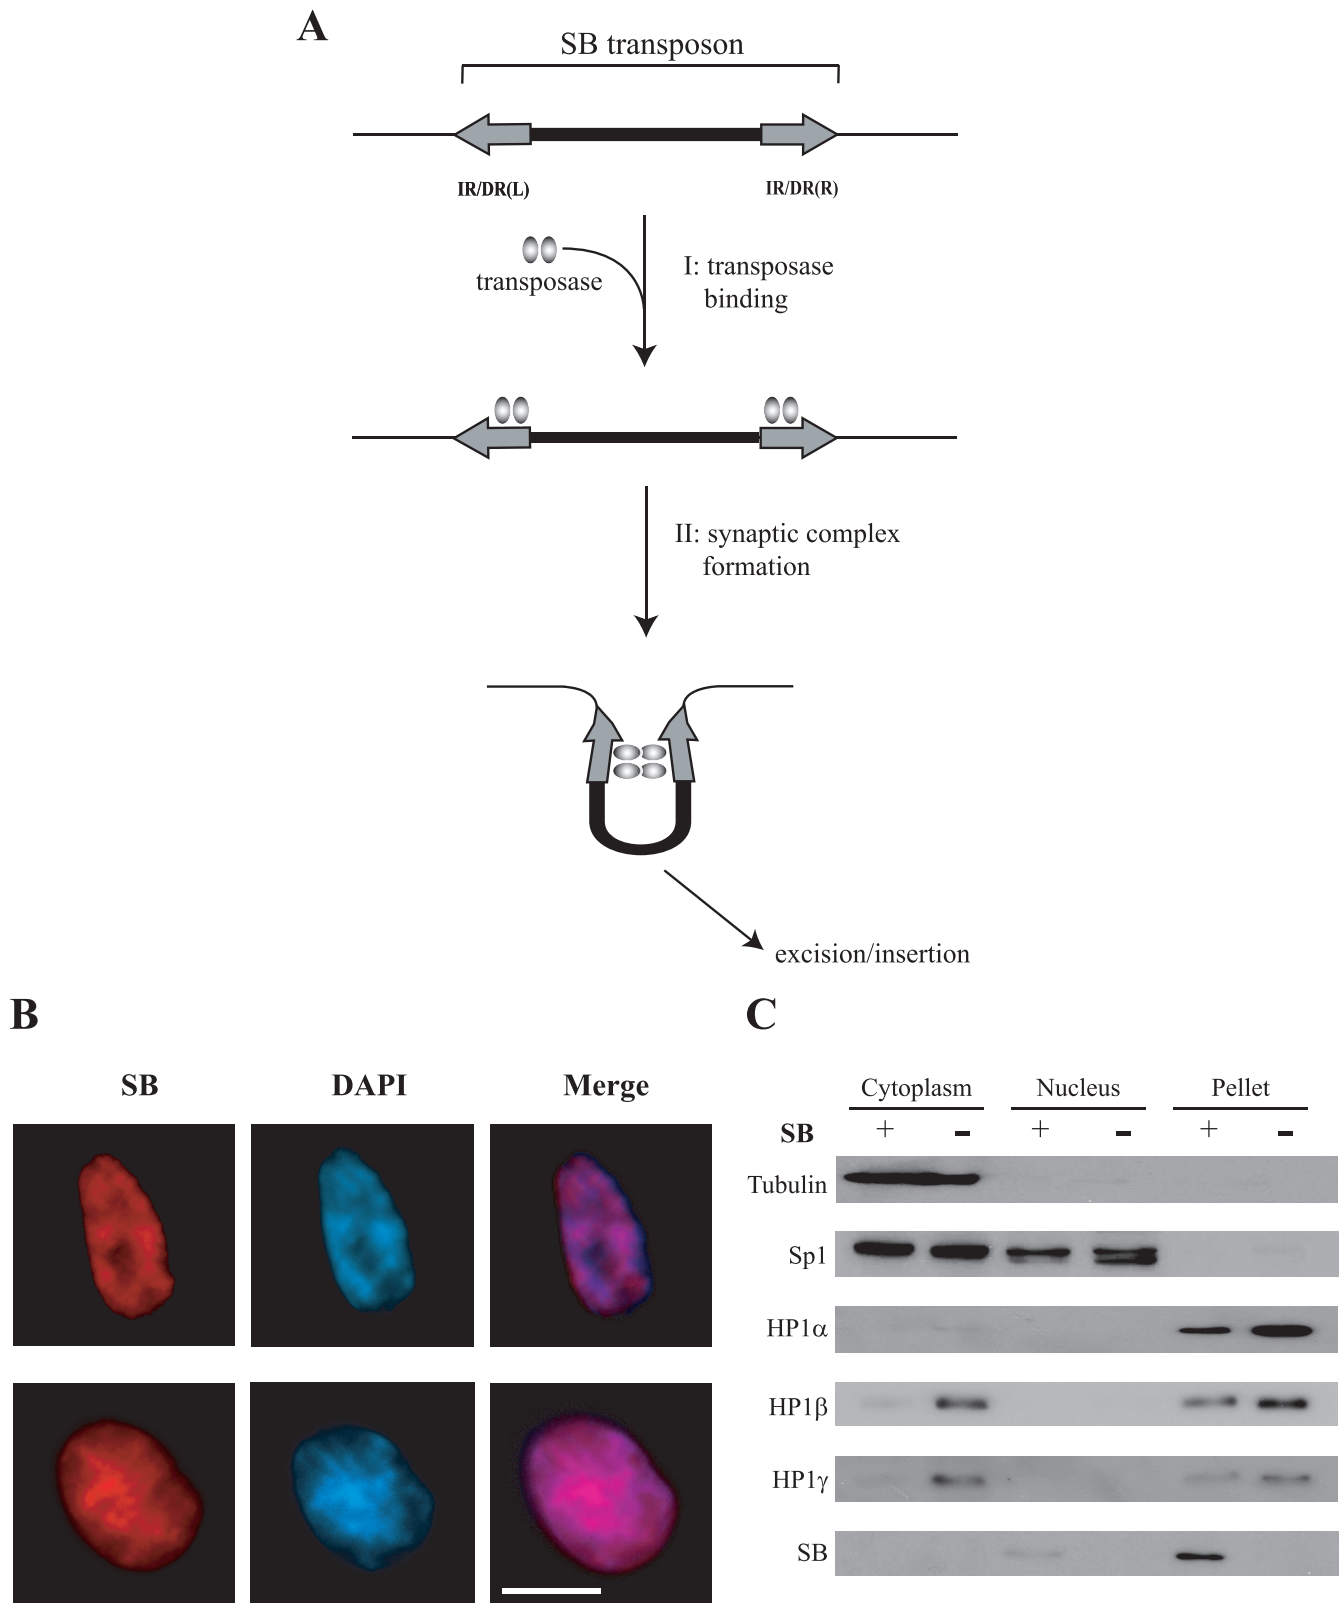 A
SB transposon
IR/DR(L)
IR/DR(R)
transposase
I: transposase
binding
II: synaptic complex
formation
excision/insertion
B
SB
DAPI
Merge
C
Cytoplasm
Nucleus
Pellet
SB
+
-
+
-
+
-
Tubulin
Sp1
HP1α
HP1β
HP1γ
SB